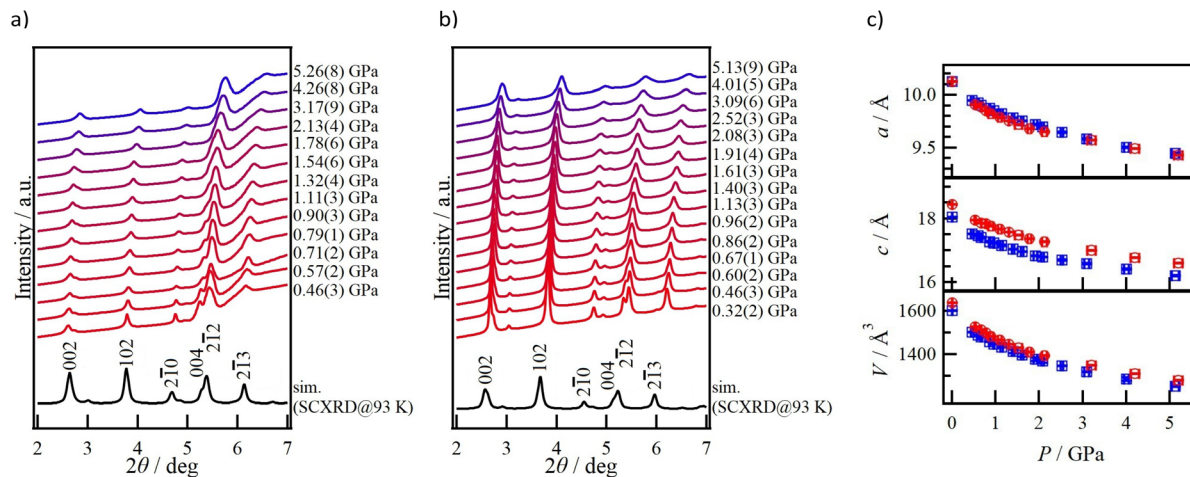 a)
5.26(8) GPa
4.26(8) GPa
3.17(9) GPa
2.13(4) GPa
1.78(6) GPa
1.54(6) GPa
1.32(4) GPa
1.11(3) GPa
0.90(3) GPa
0.79(1) GPa
0.71(2) GPa
0.57(2) GPa
0.46(3) GPa
Intensity / a.u.
002
102
2̅10
004
2̅12
2̅13
sim.
(SCXRD@93 K)
2 3 4 5 6 7
2θ / deg
b)
5.13(9) GPa
4.01(5) GPa
3.09(6) GPa
2.52(3) GPa
2.08(3) GPa
1.91(4) GPa
1.61(3) GPa
1.40(3) GPa
1.13(3) GPa
0.96(2) GPa
0.86(2) GPa
0.67(1) GPa
0.60(2) GPa
0.46(3) GPa
0.32(2) GPa
Intensity / a.u.
002
102
2̅10
004
2̅12
2̅13
sim.
(SCXRD@93 K)
2 3 4 5 6 7
2θ / deg
c)
10.0
9.5
a / Å
18
16
c / Å
1600
1400
V / Å³
0 1 2 3 4 5
P / GPa